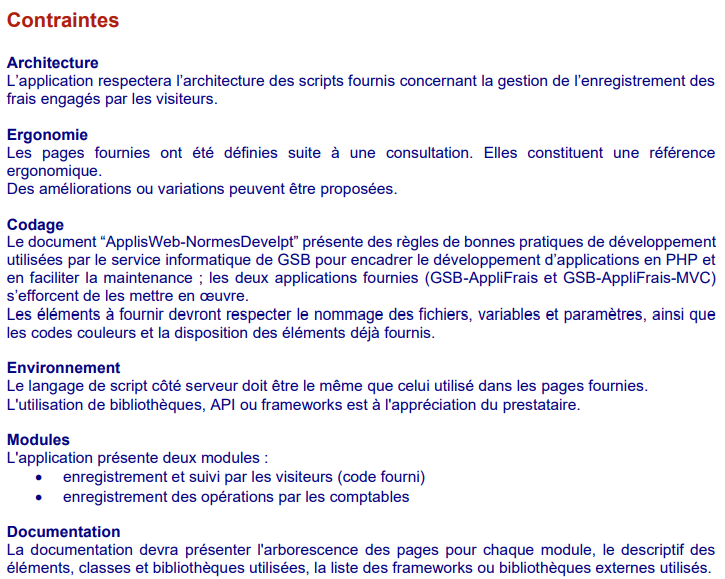 Contraintes
Architecture
L'application respectera l'architecture des scripts fournis concernant la gestion de l'enregistrement des
frais engagés par les visiteurs.
Ergonomie
Les pages fournies ont été définies suite à une consultation. Elles constituent une référence
ergonomique.
Des améliorations ou variations peuvent être proposées.
Codage
Le document “ApplisWeb-NormesDevelpt” présente des règles de bonnes pratiques de développement
utilisées par le service informatique de GSB pour encadrer le développement d'applications en PHP et
en faciliter la maintenance ; les deux applications fournies (GSB-AppliFrais et GSB-AppliFrais-MVC)
s'efforcent de les mettre en œuvre.
Les éléments à fournir devront respecter le nommage des fichiers, variables et paramètres, ainsi que
les codes couleurs et la disposition des éléments déjà fournis.
Environnement
Le langage de script côté serveur doit être le même que celui utilisé dans les pages fournies.
L'utilisation de bibliothèques, API ou frameworks est à l'appréciation du prestataire.
Modules
L'application présente deux modules :
• enregistrement et suivi par les visiteurs (code fourni)
• enregistrement des opérations par les comptables
Documentation
La documentation devra présenter l'arborescence des pages pour chaque module, le descriptif des
éléments, classes et bibliothèques utilisées, la liste des frameworks ou bibliothèques externes utilisés.